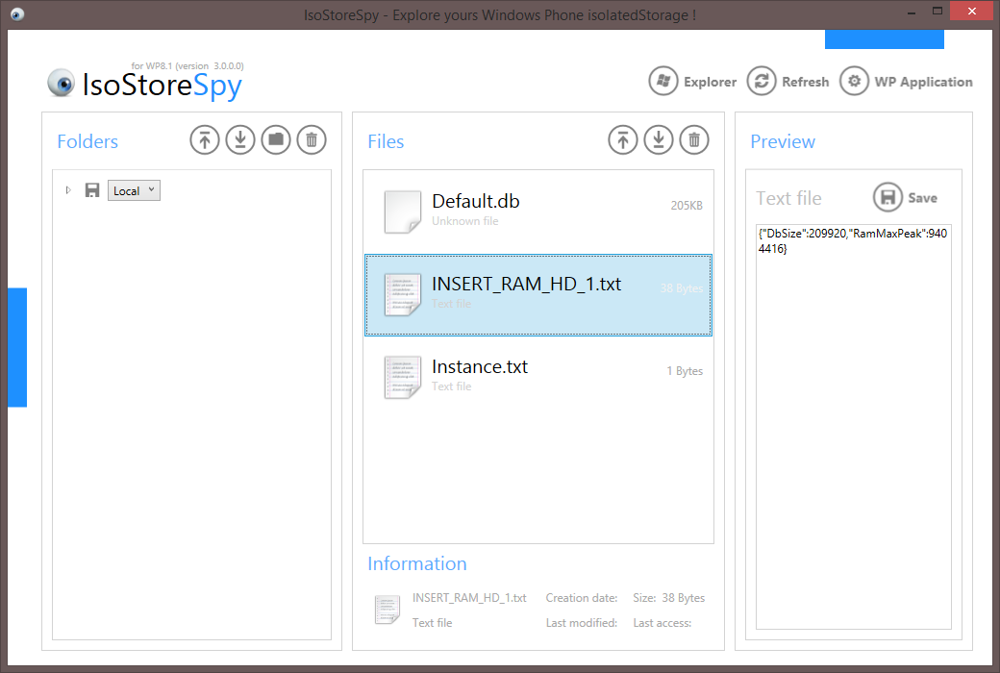 IsoStoreSpy - Explore yours Windows Phone isolatedStorage !
for WP8.1 (version 3.0.0.0)
IsoStoreSpy
Explorer
Refresh
WP Application
Folders
Local
Files
Default.db
Unknown file
205KB
INSERT_RAM_HD_1.txt
Text file
38 Bytes
Instance.txt
Text file
1 Bytes
Information
INSERT_RAM_HD_1.txt
Creation date:
Size: 38 Bytes
Text file
Last modified:
Last access:
Preview
Text file
Save
{"DbSize":209920,"RamMaxPeak":940
4416}